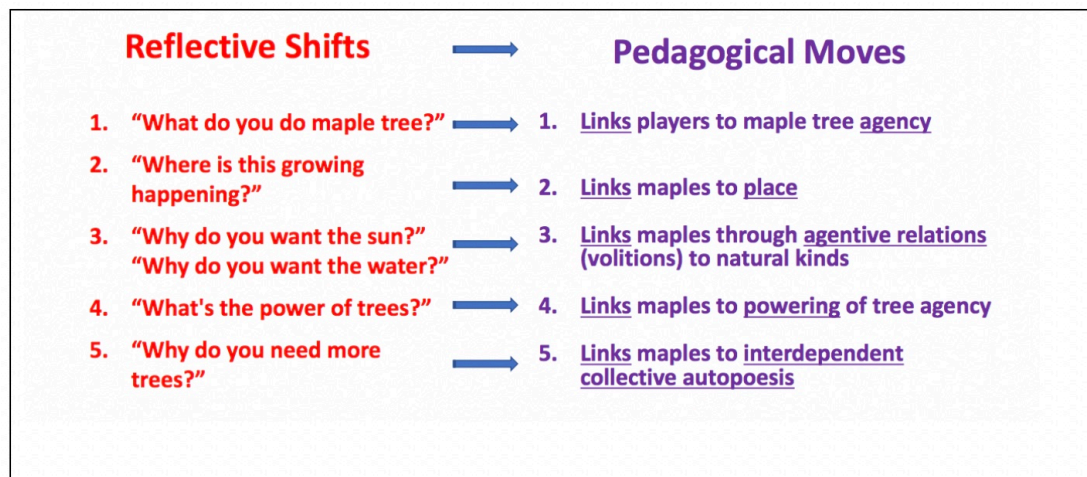 Reflective Shifts
Pedagogical Moves
1. “What do you do maple tree?”
1. Links players to maple tree agency
2. “Where is this growing
happening?”
2. Links maples to place
3. “Why do you want the sun?”
“Why do you want the water?”
3. Links maples through agentive relations
(volitions) to natural kinds
4. “What's the power of trees?”
4. Links maples to powering of tree agency
5. “Why do you need more
trees?”
5. Links maples to interdependent
collective autopoesis